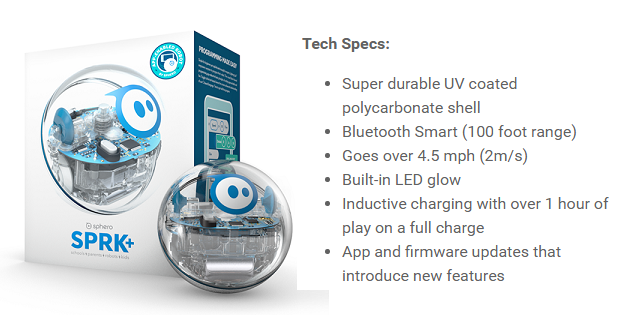 PROGRAMMING MADE EASY
sphero
SPRK+
Tech Specs:
Super durable UV coated
polycarbonate shell
Bluetooth Smart (100 foot range)
Goes over 4.5 mph (2m/s)
Built-in LED glow
Inductive charging with over 1 hour of
play on a full charge
App and firmware updates that
introduce new features